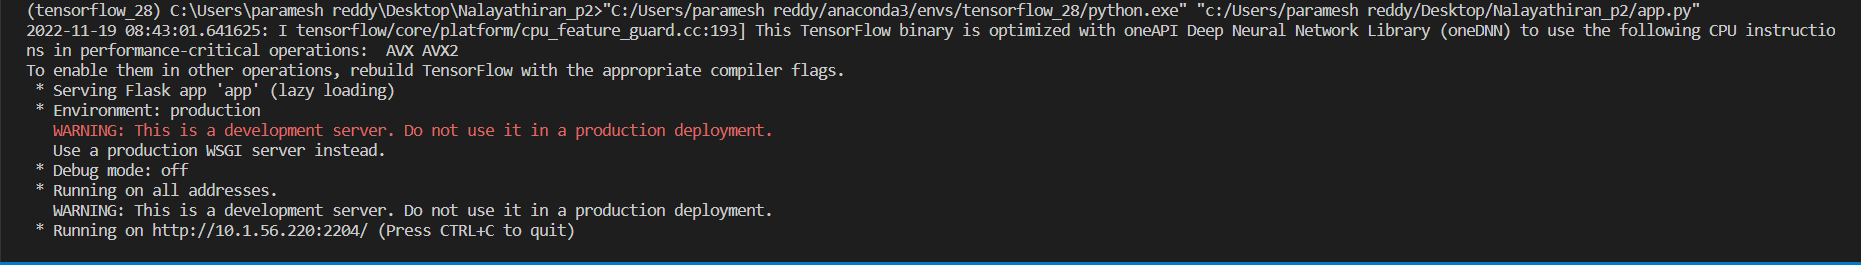 (tensorflow_28) C:\Users\paramesh reddy\Desktop\Nalayathiran_p2>"C:/Users/paramesh reddy/anaconda3/envs/tensorflow_28/python.exe" "c:/Users/paramesh reddy/Desktop/Nalayathiran_p2/app.py"
2022-11-19 08:43:01.641625: I tensorflow/core/platform/cpu_feature_guard.cc:193] This TensorFlow binary is optimized with oneAPI Deep Neural Network Library (oneDNN) to use the following CPU instructio
ns in performance-critical operations:  AVX AVX2
To enable them in other operations, rebuild TensorFlow with the appropriate compiler flags.
 * Serving Flask app 'app' (lazy loading)
 * Environment: production
   WARNING: This is a development server. Do not use it in a production deployment.
   Use a production WSGI server instead.
 * Debug mode: off
 * Running on all addresses.
   WARNING: This is a development server. Do not use it in a production deployment.
 * Running on http://10.1.56.220:2204/ (Press CTRL+C to quit)